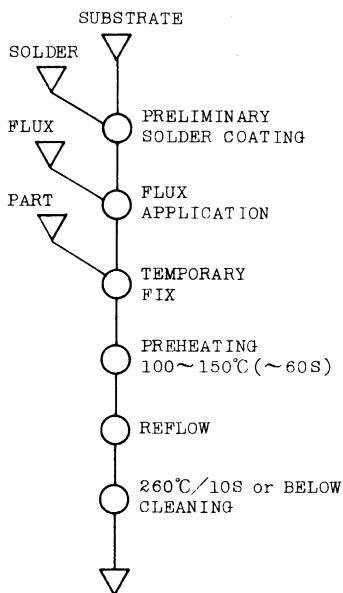 SUBSTRATE
SOLDER
PRELIMINARY
SOLDER COATING
FLUX
FLUX
APPLICATION
PART
TEMPORARY
FIX
PREHEATING
100~150℃(~60S)
REFLOW
260℃/10S or BELOW
CLEANING